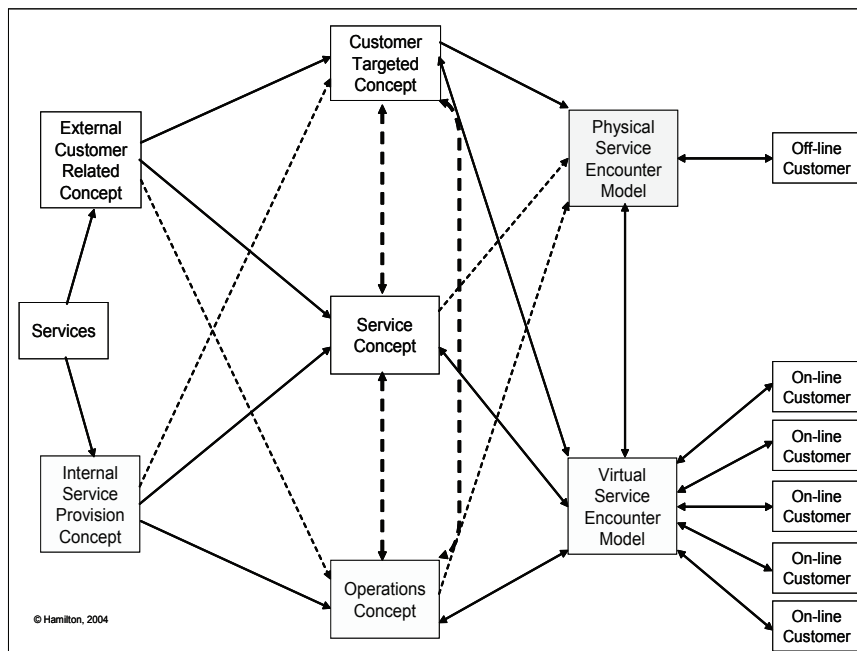 Customer
Targeted
Concept
External
Customer
Related
Concept
Physical
Service
Encounter
Model
Off-line
Customer
Services
Service
Concept
On-line
Customer
On-line
Customer
On-line
Customer
On-line
Customer
On-line
Customer
Internal
Service
Provision
Concept
Virtual
Service
Encounter
Model
Operations
Concept
© Hamilton, 2004